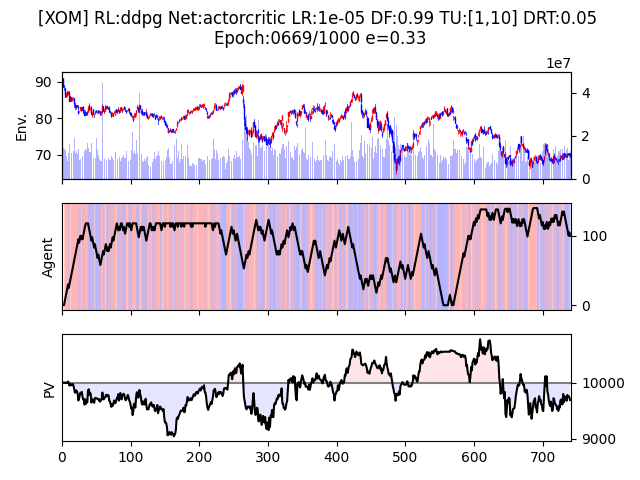 [XOM] RL:ddpg Net:actorcritic LR:1e-05 DF:0.99 TU:[1,10] DRT:0.05
Epoch:0669/1000 e=0.33
1e7
90
80
70
Env.
4
2
0
Agent
100
0
PV
10000
9000
0 100 200 300 400 500 600 700